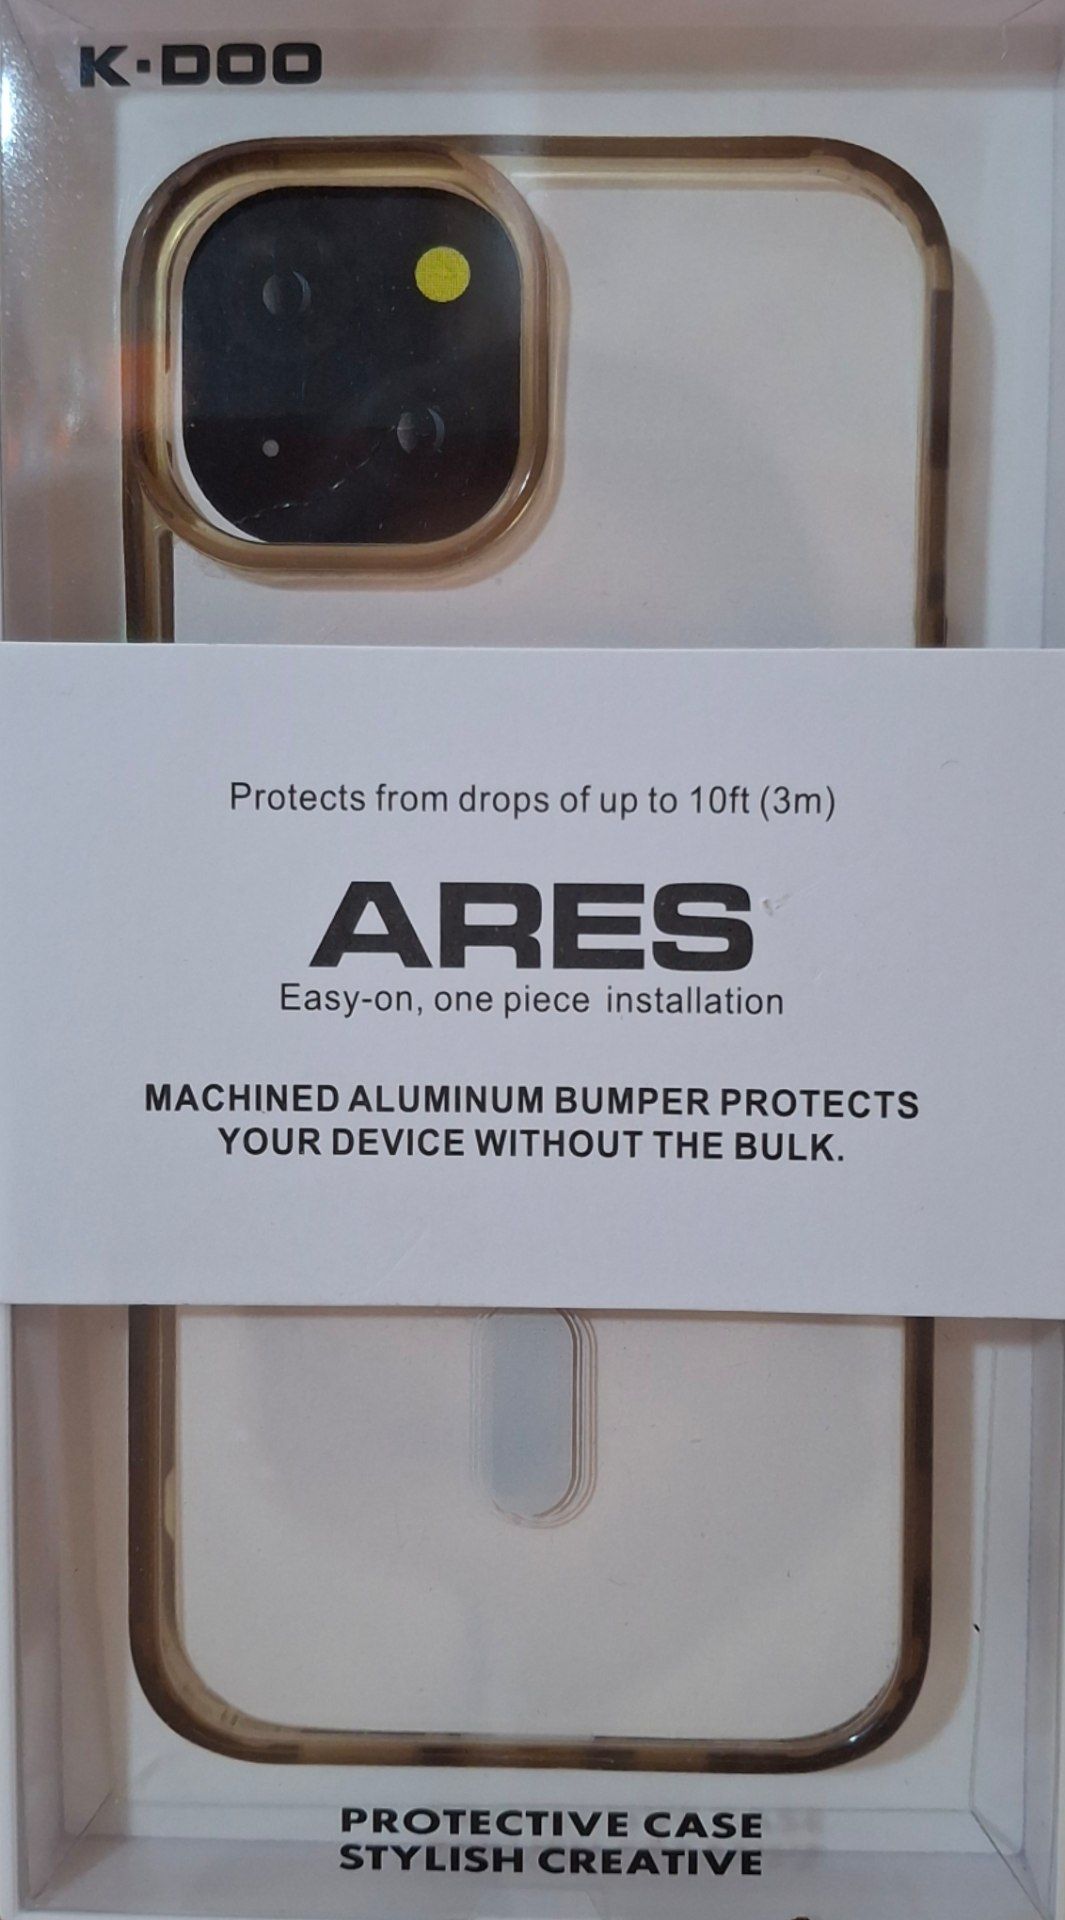 K·DOO
Protects from drops of up to 10ft (3m)
ARES
Easy-on, one piece installation
MACHINED ALUMINUM BUMPER PROTECTS
YOUR DEVICE WITHOUT THE BULK.
PROTECTIVE CASE
STYLISH CREATIVE